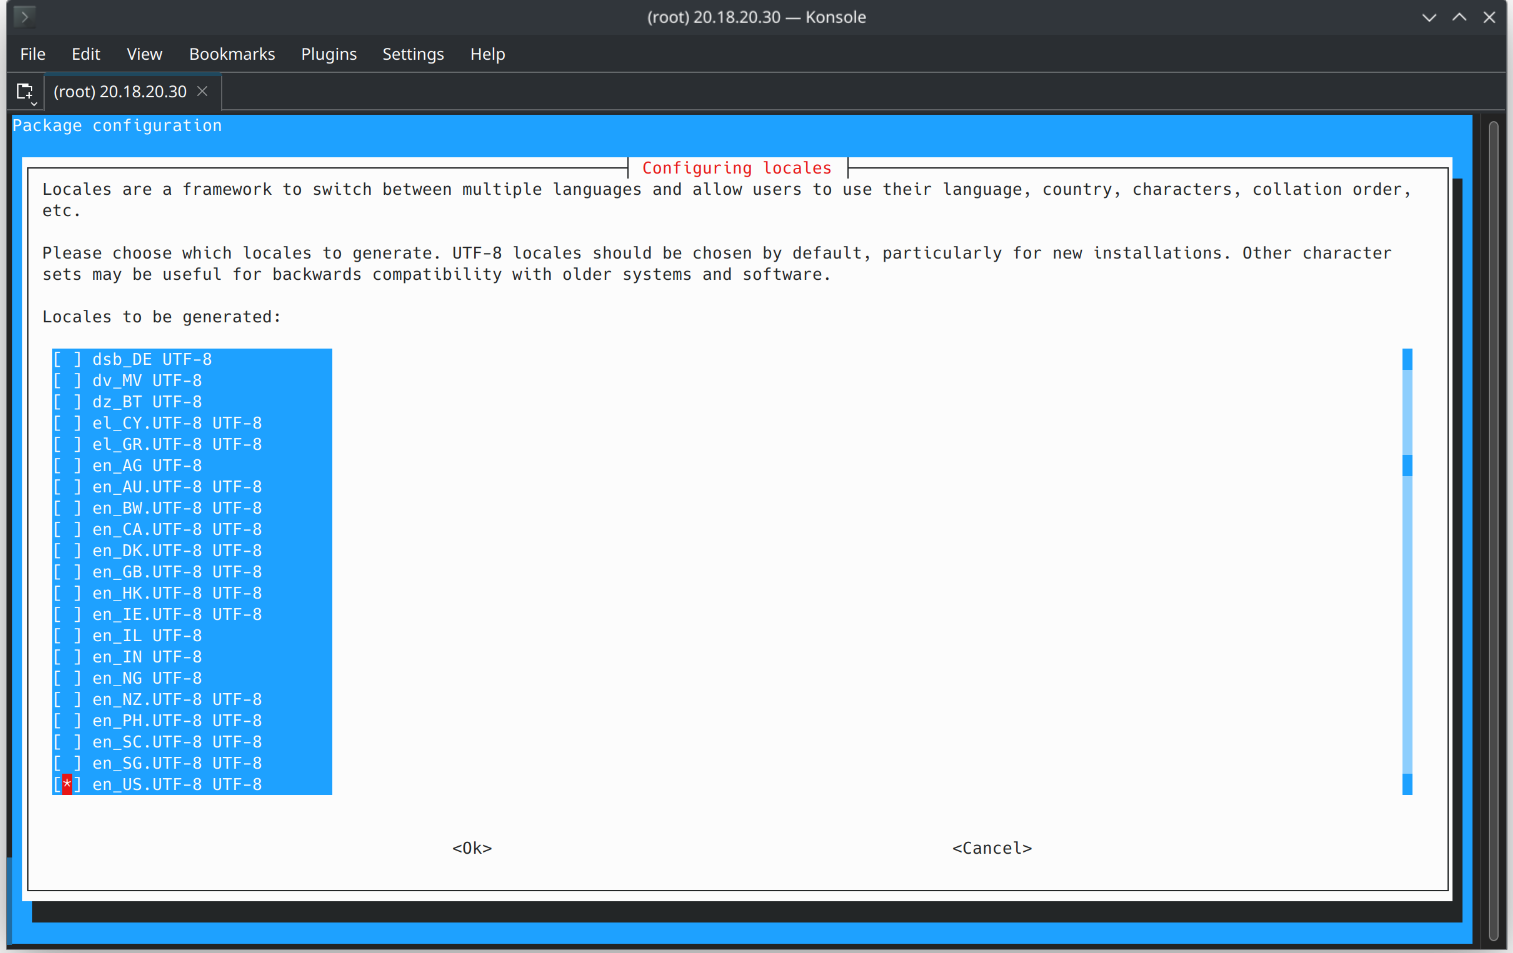 (root) 20.18.20.30 — Konsole
File Edit View Bookmarks Plugins Settings Help
(root) 20.18.20.30
Package configuration
Configuring locales
Locales are a framework to switch between multiple languages and allow users to use their language, country, characters, collation order,
etc.
Please choose which locales to generate. UTF-8 locales should be chosen by default, particularly for new installations. Other character
sets may be useful for backwards compatibility with older systems and software.
Locales to be generated:
[ ] dsb_DE UTF-8
[ ] dv_MV UTF-8
[ ] dz_BT UTF-8
[ ] el_CY.UTF-8 UTF-8
[ ] el_GR.UTF-8 UTF-8
[ ] en_AG UTF-8
[ ] en_AU.UTF-8 UTF-8
[ ] en_BW.UTF-8 UTF-8
[ ] en_CA.UTF-8 UTF-8
[ ] en_DK.UTF-8 UTF-8
[ ] en_GB.UTF-8 UTF-8
[ ] en_HK.UTF-8 UTF-8
[ ] en_IE.UTF-8 UTF-8
[ ] en_IL UTF-8
[ ] en_IN UTF-8
[ ] en_NG UTF-8
[ ] en_NZ.UTF-8 UTF-8
[ ] en_PH.UTF-8 UTF-8
[ ] en_SC.UTF-8 UTF-8
[ ] en_SG.UTF-8 UTF-8
[*] en_US.UTF-8 UTF-8
<Ok> <Cancel>